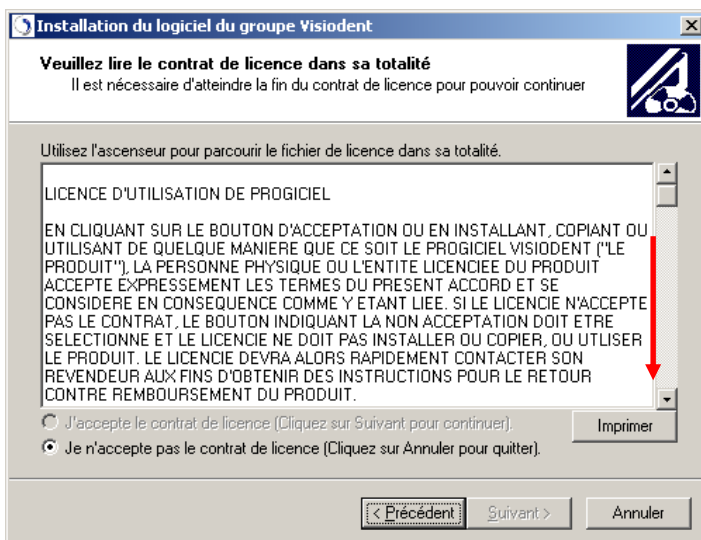 Installation du logiciel du groupe Visiodent
Veuillez lire le contrat de licence dans sa totalité
Il est nécessaire d'atteindre la fin du contrat de licence pour pouvoir continuer
Utilisez l'ascenseur pour parcourir le fichier de licence dans sa totalité.
LICENCE D'UTILISATION DE PROGICIEL
EN CLIQUANT SUR LE BOUTON D'ACCEPTATION OU EN INSTALLANT, COPIANT OU
UTILISANT DE QUELQUE MANIERE QUE CE SOIT LE PROGICIEL VISIODENT ("LE
PRODUIT"), LA PERSONNE PHYSIQUE OU L'ENTITE LICENCIEE DU PRODUIT
ACCEPTE EXPRESSEMENT LES TERMES DU PRESENT ACCORD ET SE
CONSIDERE EN CONSEQUENCE COMME Y ETANT LIEE. SI LE LICENCIE N'ACCEPTE
PAS LE CONTRAT, LE BOUTON INDIQUANT LA NON ACCEPTATION DOIT ETRE
SELECTIONNE ET LE LICENCIE NE DOIT PAS INSTALLER OU COPIER, OU UTLISER
LE PRODUIT. LE LICENCIE DEVRA ALORS RAPIDEMENT CONTACTER SON
REVENDEUR AUX FINS D'OBTENIR DES INSTRUCTIONS POUR LE RETOUR
CONTRE REMBOURSEMENT DU PRODUIT.
J'accepte le contrat de licence (Cliquez sur Suivant pour continuer).
Imprimer
Je n'accepte pas le contrat de licence (Cliquez sur Annuler pour quitter).
< Précédent
Suivant >
Annuler